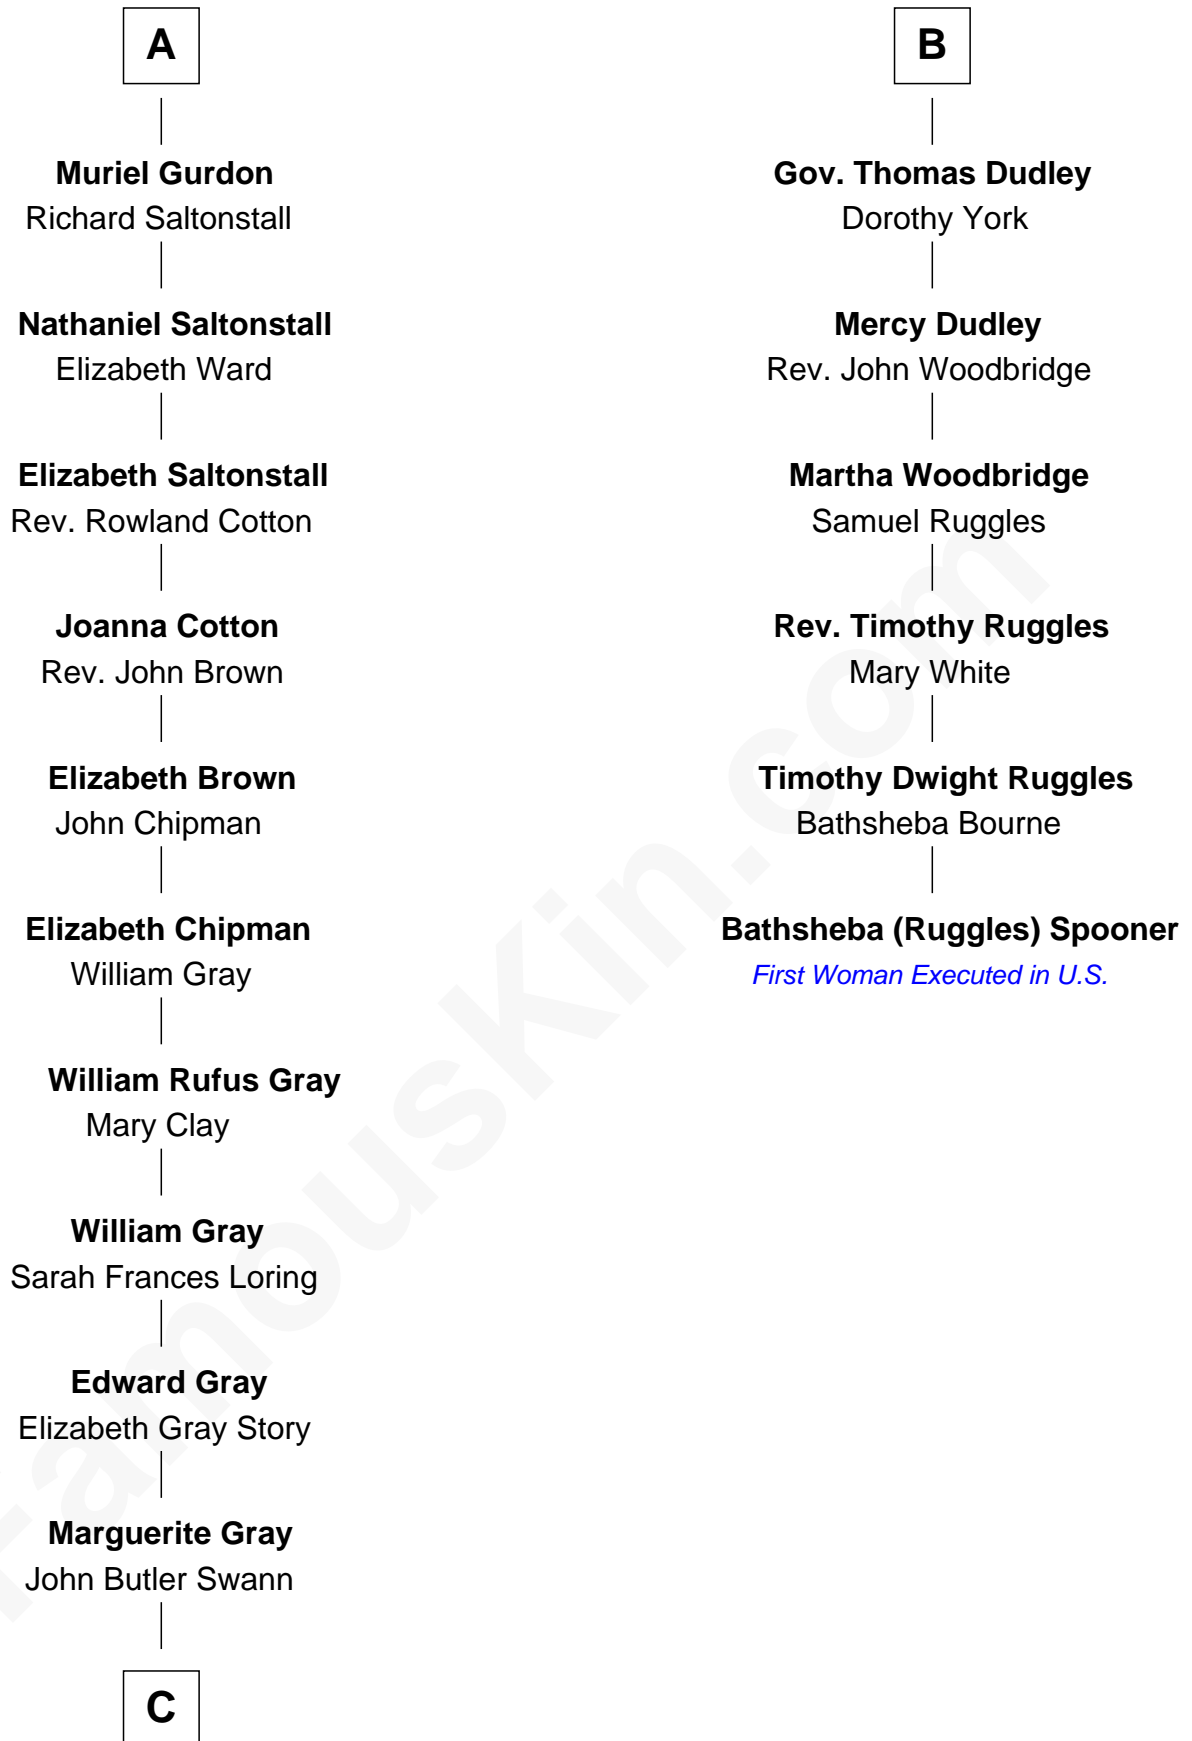 A
Muriel Gurdon
Richard Saltonstall
Nathaniel Saltonstall
Elizabeth Ward
Elizabeth Saltonstall
Rev. Rowland Cotton
Joanna Cotton
Rev. John Brown
Elizabeth Brown
John Chipman
Elizabeth Chipman
William Gray
William Rufus Gray
Mary Clay
William Gray
Sarah Frances Loring
Edward Gray
Elizabeth Gray Story
Marguerite Gray
John Butler Swann
C
B
Gov. Thomas Dudley
Dorothy York
Mercy Dudley
Rev. John Woodbridge
Martha Woodbridge
Samuel Ruggles
Rev. Timothy Ruggles
Mary White
Timothy Dwight Ruggles
Bathsheba Bourne
Bathsheba (Ruggles) Spooner
First Woman Executed in U.S.
FamousKin.com